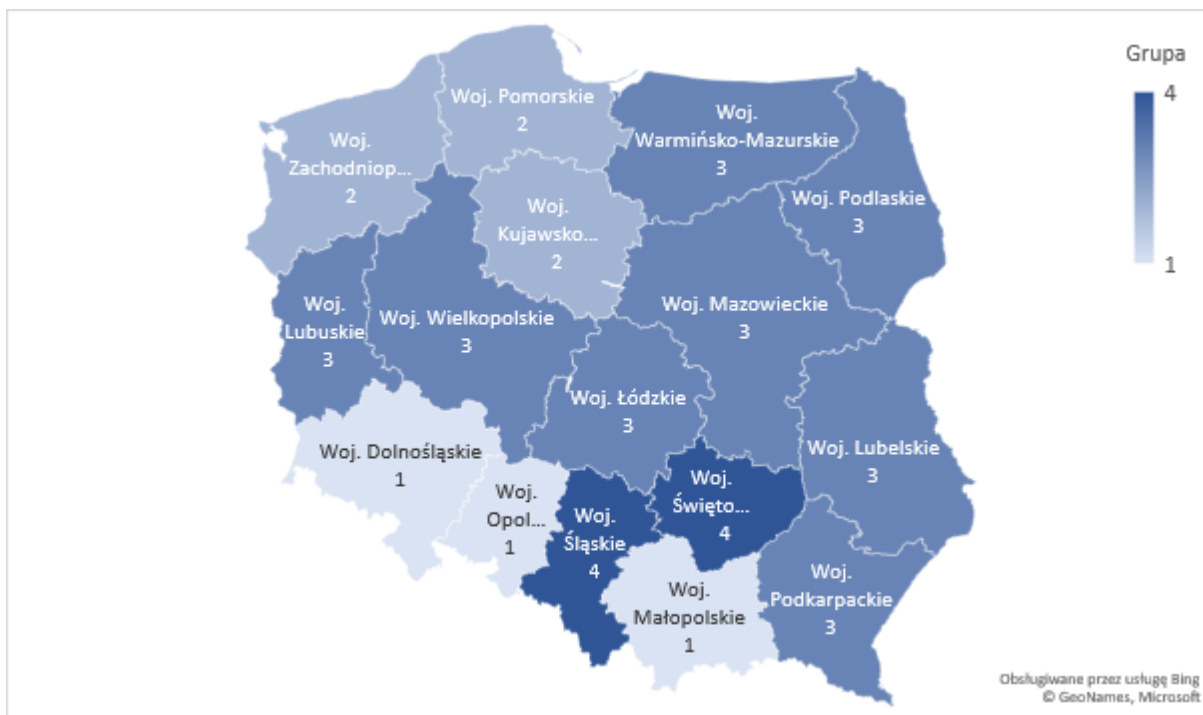 Grupa
4
1
Woj. Pomorskie
2
Woj.
Zachodniop...
2
Woj.
Warmińsko-Mazurskie
3
Woj. Podlaskie
3
Woj.
Kujawsko...
2
Woj.
Lubuskie
3
Woj. Wielkopolskie
3
Woj. Mazowieckie
3
Woj. Łódzkie
3
Woj. Dolnośląskie
1
Woj.
Opol...
1
Woj.
Śląskie
4
Woj.
Święto...
4
Woj. Lubelskie
3
Woj.
Małopolskie
1
Woj.
Podkarpackie
3
Obsługiwane przez usługę Bing
© GeoNames, Microsoft